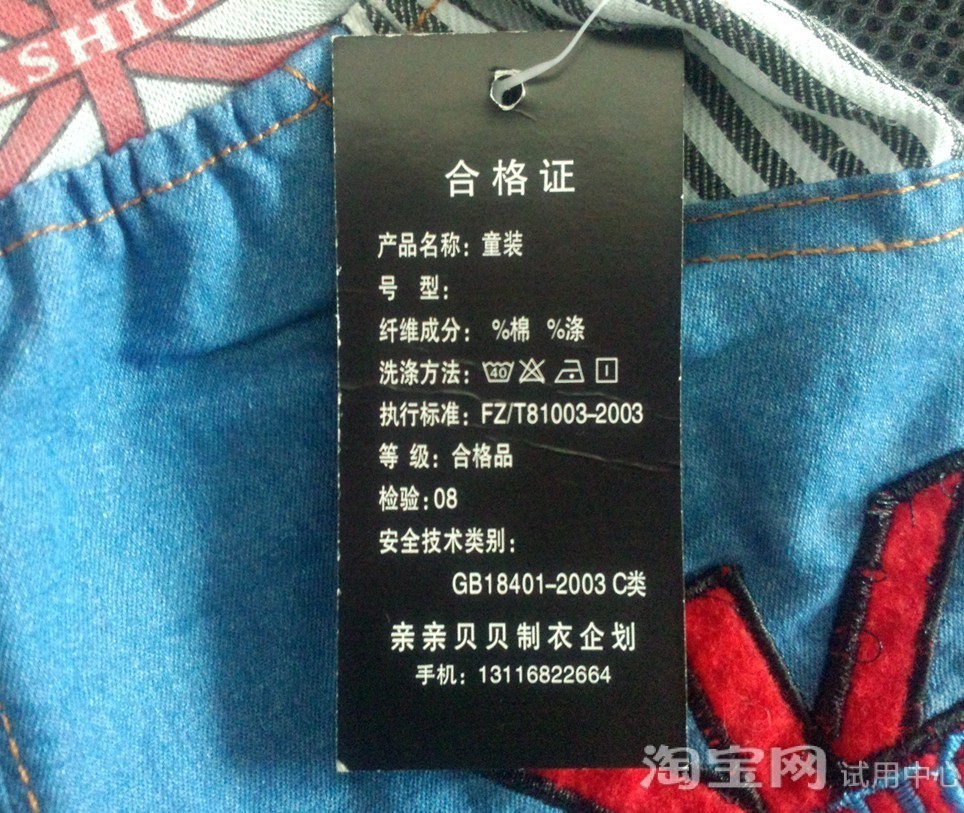 ASHIO
合格证
产品名称：童装
号 型：
纤维成分： %棉 %涤
洗涤方法： 40
执行标准：FZ/T81003-2003
等 级：合格品
检验：08
安全技术类别：
GB18401-2003 C类
亲亲贝贝制衣企划
手机：13116822664
淘宝网 试用中心